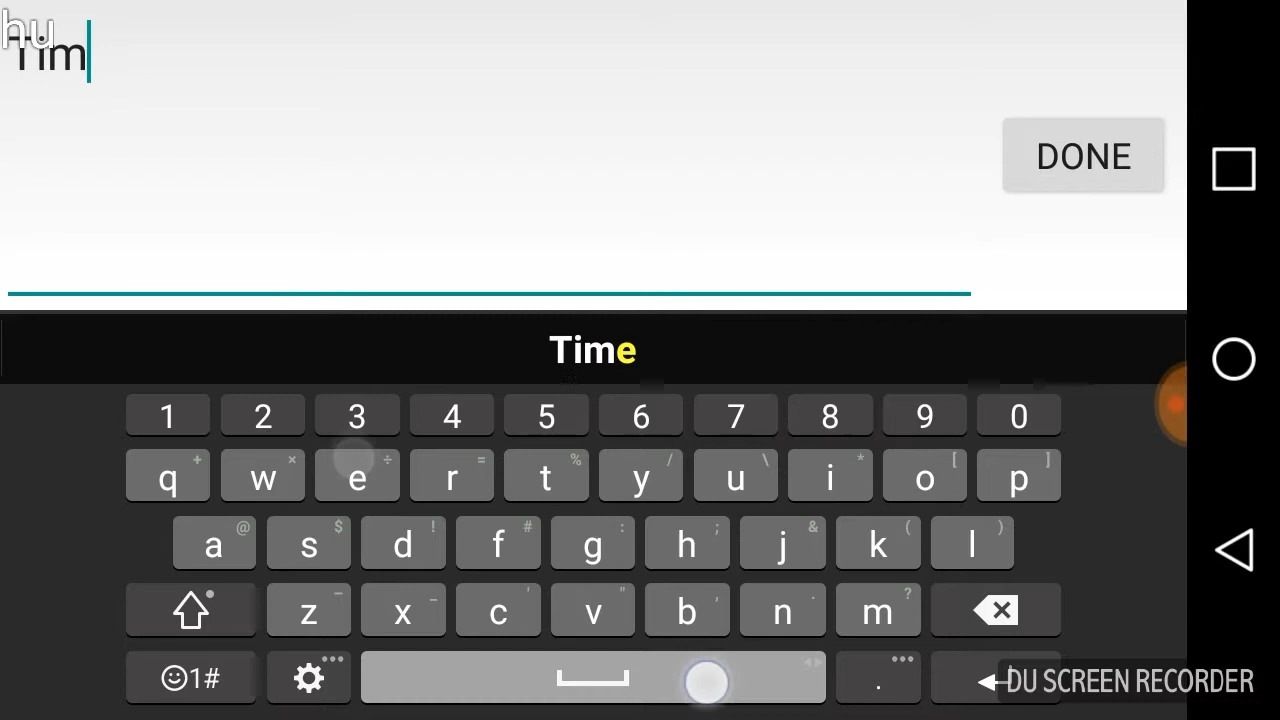 hu
Tim
DONE
Time
1 2 3 4 5 6 7 8 9 0
q + w × e ÷ r = t % y / u \ i * o [ p ]
a @ s $ d ! f # g : h ; j & k ( l )
z – x _ c ' v " b , n . m ?
1# ••• . •••
DU SCREEN RECORDER